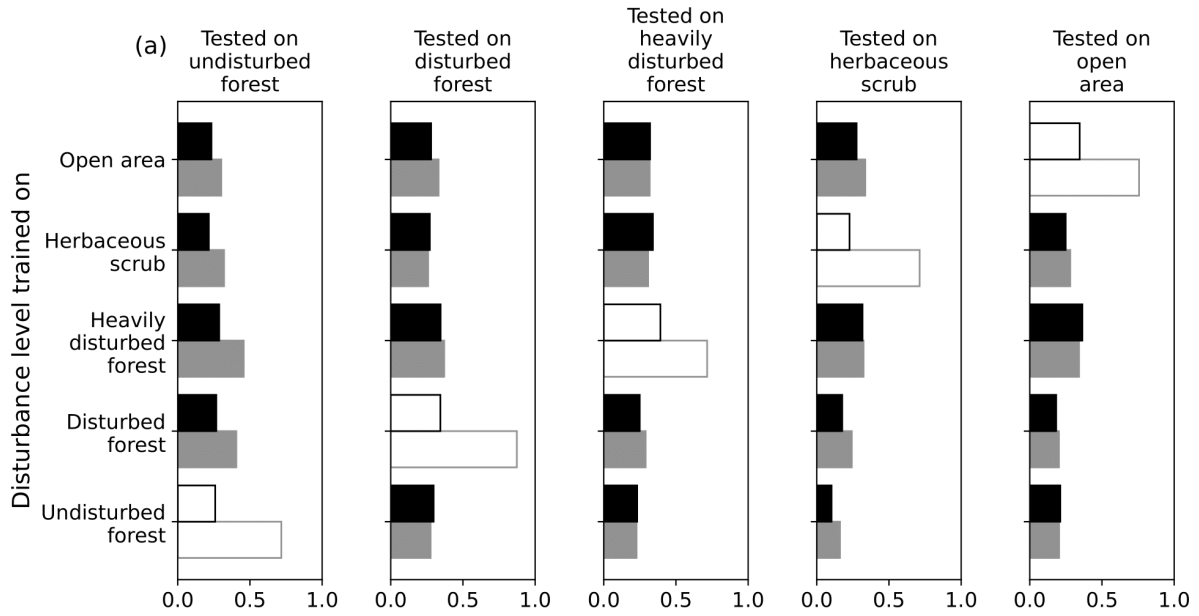 (a)
Tested on
undisturbed
forest
Tested on
disturbed
forest
Tested on
heavily
disturbed
forest
Tested on
herbaceous
scrub
Tested on
open
area
Disturbance level trained on
Open area
Herbaceous
scrub
Heavily
disturbed
forest
Disturbed
forest
Undisturbed
forest
0.0 0.5 1.0
0.0 0.5 1.0
0.0 0.5 1.0
0.0 0.5 1.0
0.0 0.5 1.0